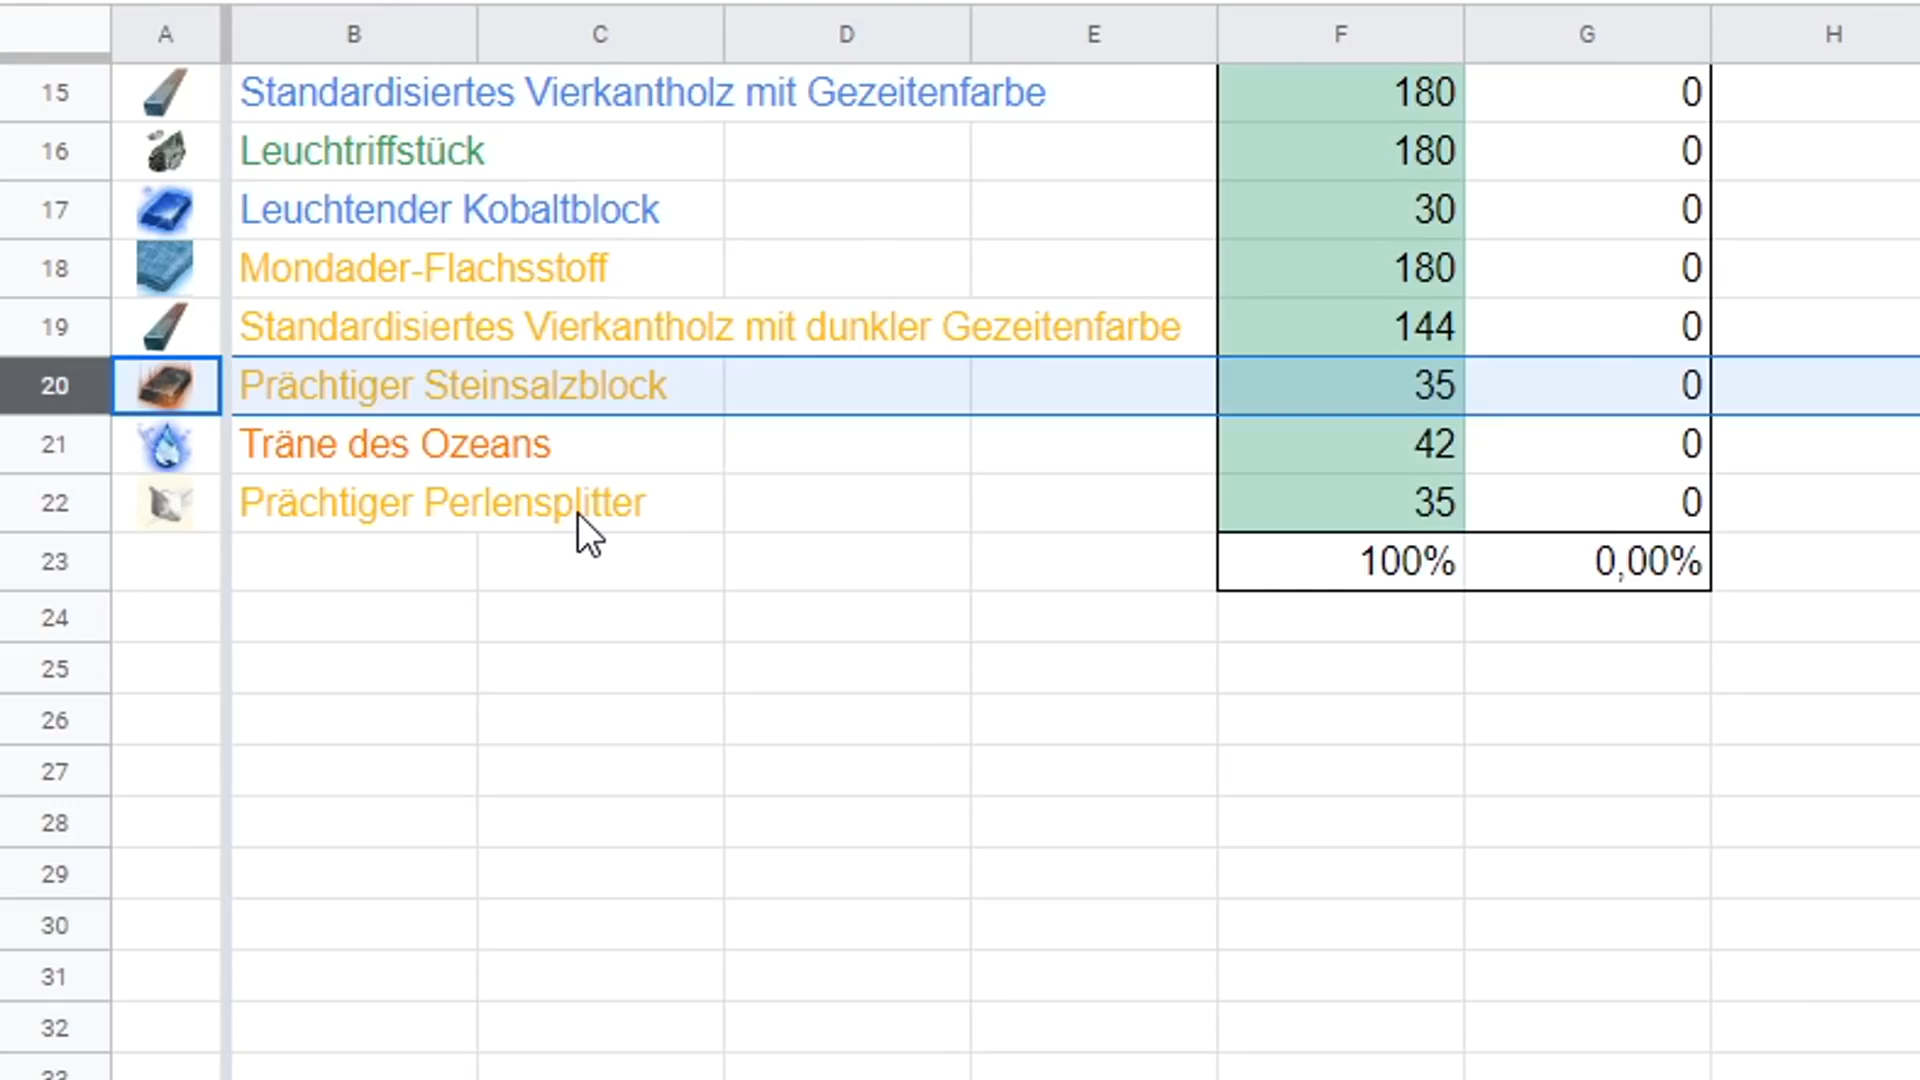 A B C D E F G H
15 Standardisiertes Vierkantholz mit Gezeitenfarbe 180 0
16 Leuchtriffstück 180 0
17 Leuchtender Kobaltblock 30 0
18 Mondader-Flachsstoff 180 0
19 Standardisiertes Vierkantholz mit dunkler Gezeitenfarbe 144 0
20 Prächtiger Steinsalzblock 35 0
21 Träne des Ozeans 42 0
22 Prächtiger Perlensplitter 35 0
23 100% 0,00%
24
25
26
27
28
29
30
31
32
33